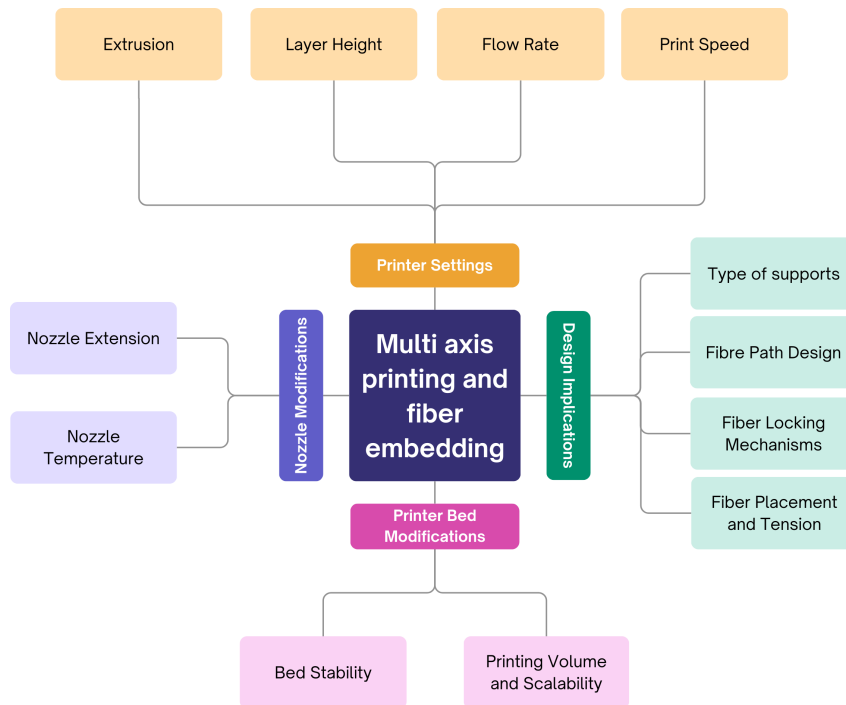 Extrusion
Layer Height
Flow Rate
Print Speed
Printer Settings
Nozzle Extension
Nozzle
Temperature
Nozzle Modifications
Multi axis
printing and
fiber
embedding
Design Implications
Type of supports
Fibre Path Design
Fiber Locking
Mechanisms
Fiber Placement
and Tension
Printer Bed
Modifications
Bed Stability
Printing Volume
and Scalability